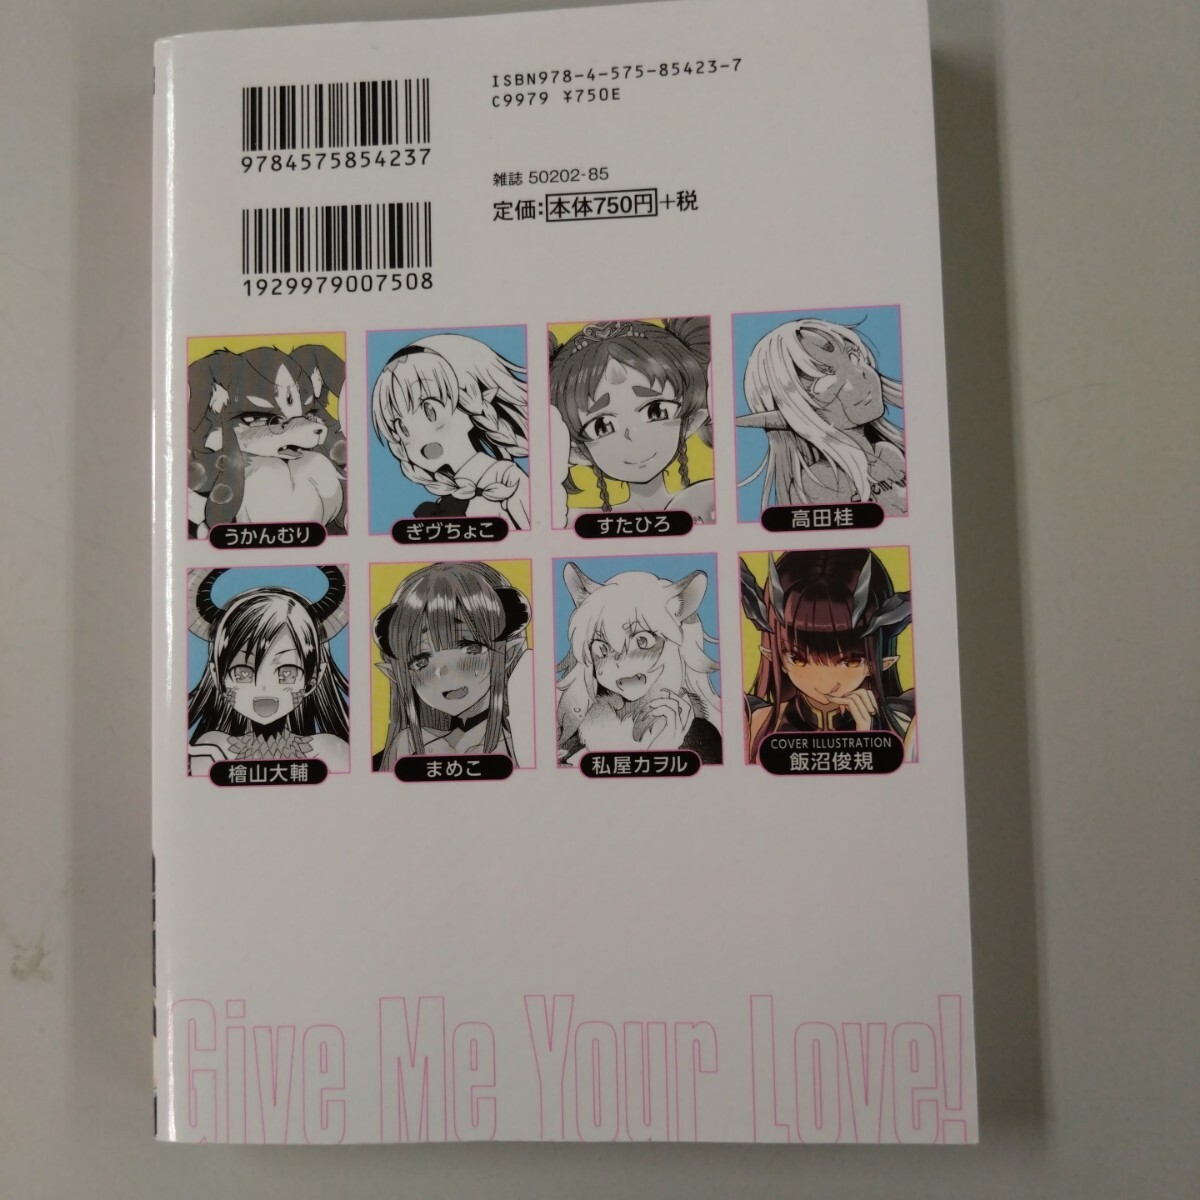 ISBN978-4-575-85423-7
C9979 ¥750E
9784575854237
雑誌 50202-85
定価：本体750円+税
1929979007508
うかんむり
ぎヴちょこ
すたひろ
高田桂
檜山大輔
まめこ
私屋カヲル
COVER ILLUSTRATION
飯沼俊規
Give Me Your Love!